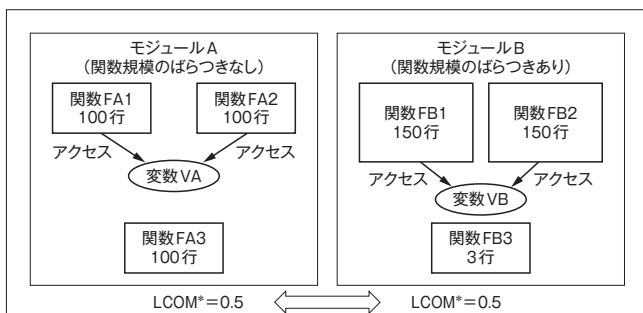 モジュールA
(関数規模のばらつきなし)
関数FA1
100行
関数FA2
100行
アクセス
アクセス
変数VA
関数FA3
100行
モジュールB
(関数規模のばらつきあり)
関数FB1
150行
関数FB2
150行
アクセス
アクセス
変数VB
関数FB3
3行
LCOM*=0.5
LCOM*=0.5